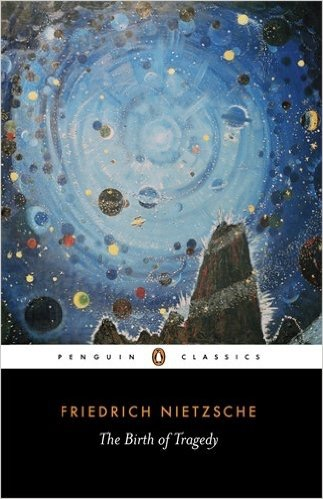 PENGUIN CLASSICS
FRIEDRICH NIETZSCHE
The Birth of Tragedy